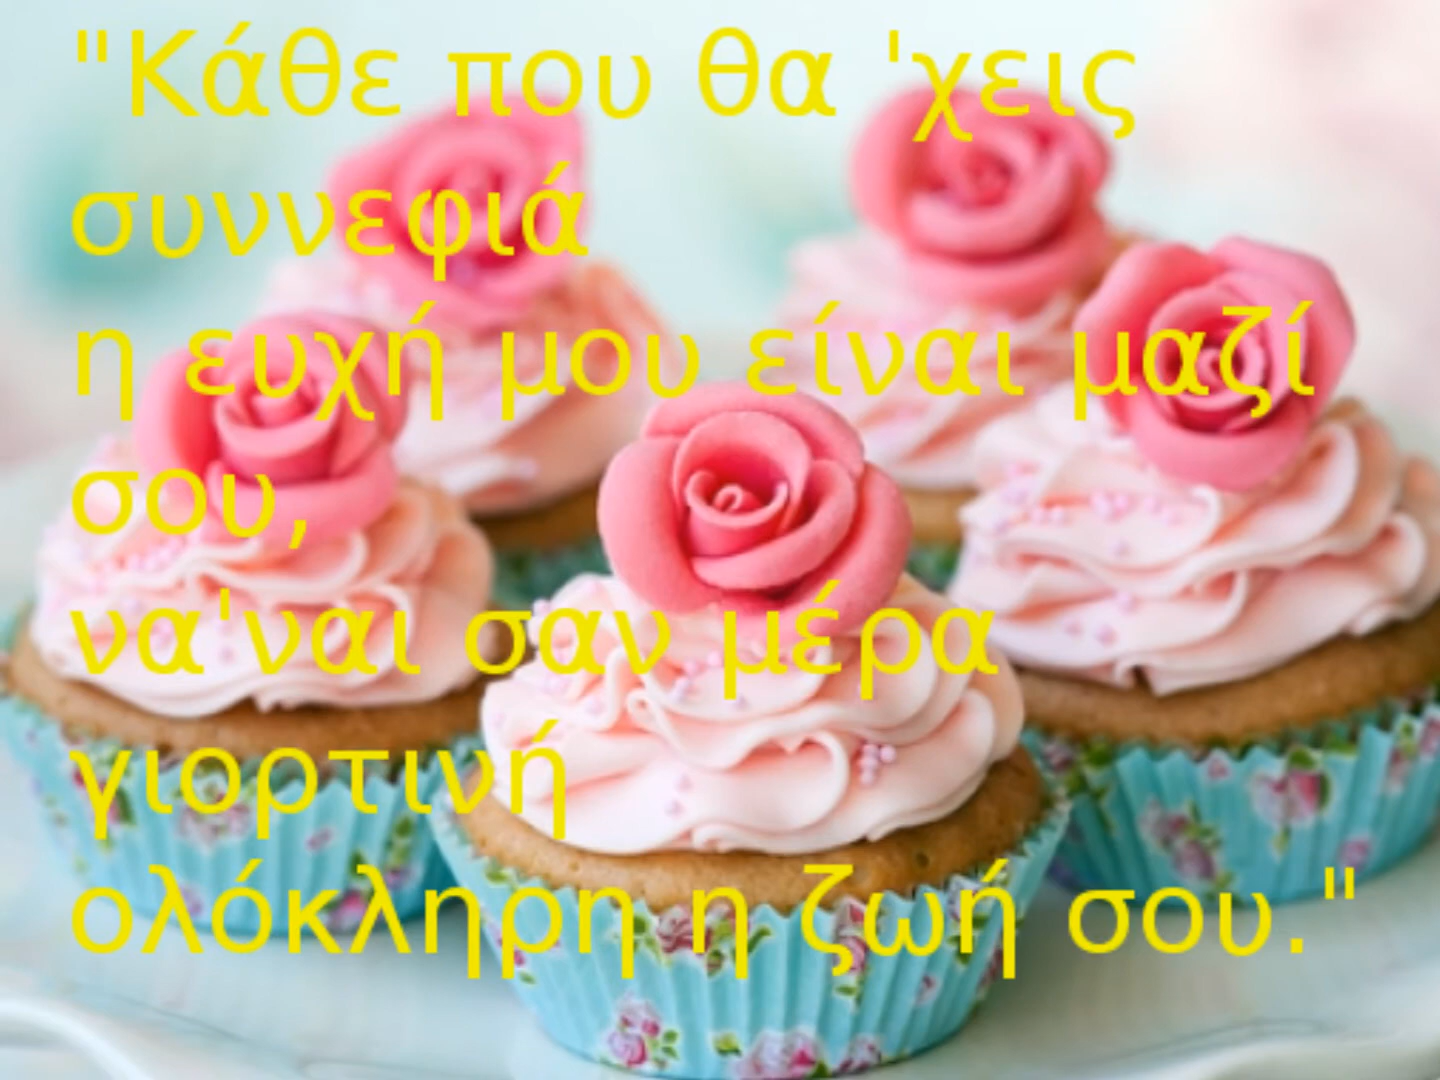 "Κάθε που θα 'χεις
συννεφιά
η ευχή μου είναι μαζί
σου,
να'ναι σαν μέρα
γιορτινή
ολόκληρη η ζωή σου."